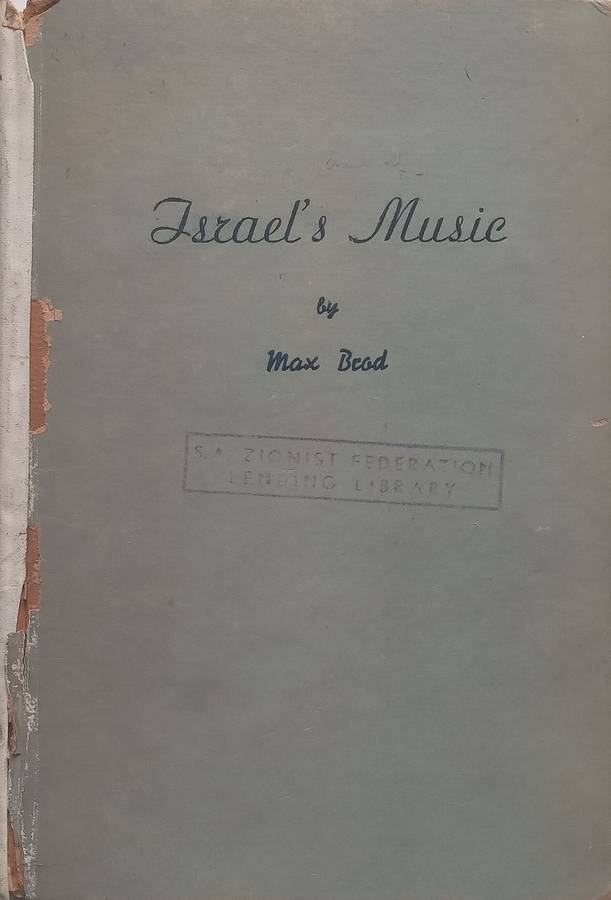 Israel's Music
by
Max Brod
S.A. ZIONIST FEDERATION
LENDING LIBRARY